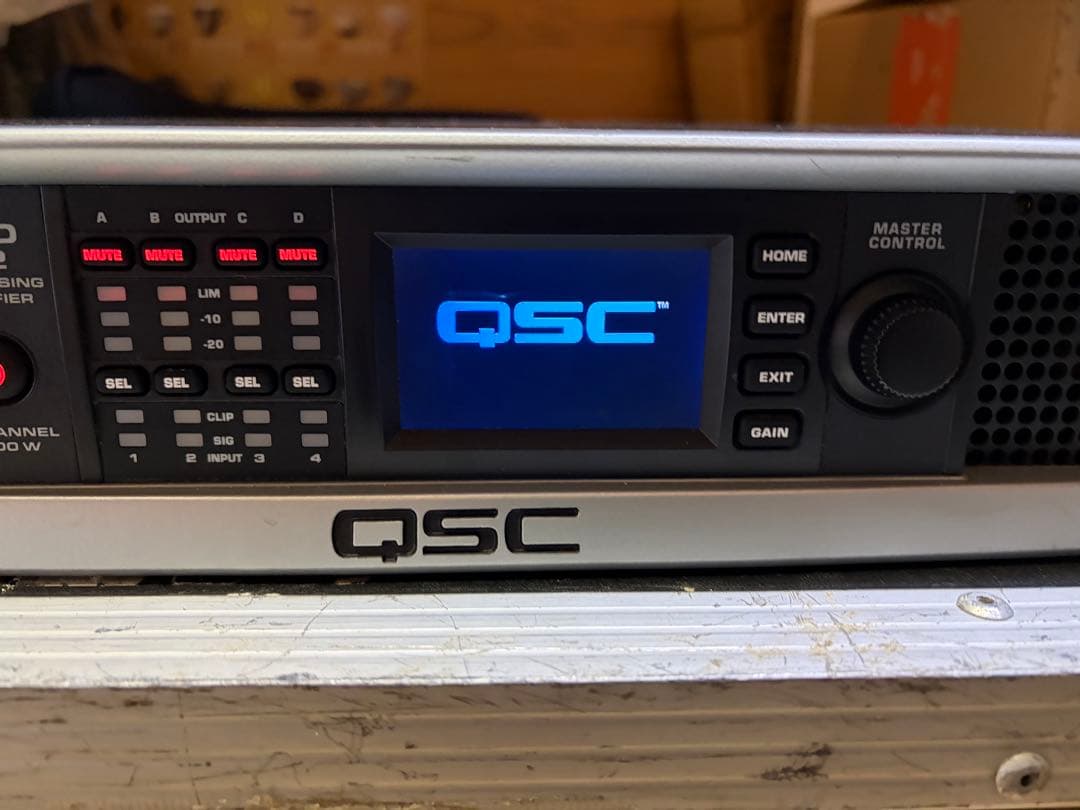 A B OUTPUT C D
MUTE MUTE MUTE MUTE
LIM
-10
-20
SEL SEL SEL SEL
CLIP
SIG
1 2 INPUT 3 4
QSC™
HOME
ENTER
EXIT
GAIN
MASTER
CONTROL
QSC